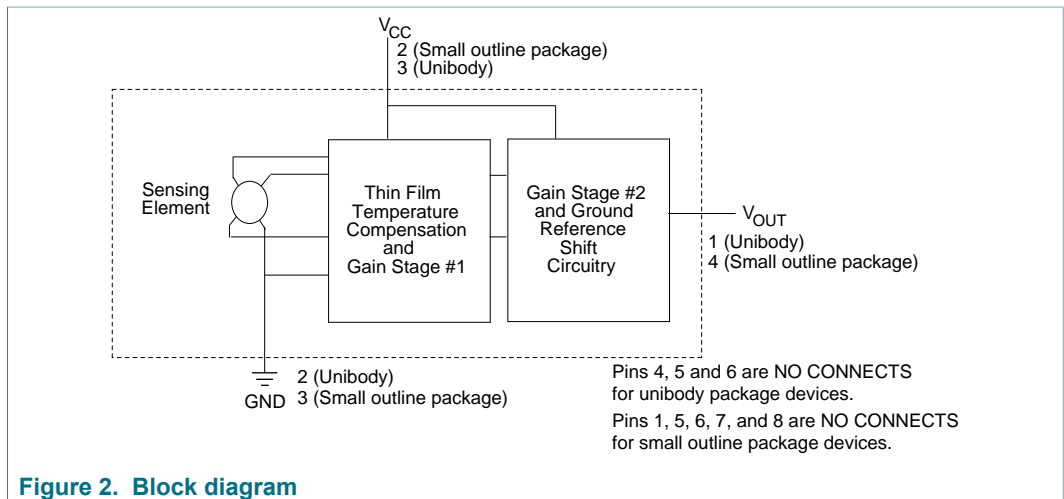 VCC
2 (Small outline package)
3 (Unibody)
Sensing
Element
Thin Film
Temperature
Compensation
and
Gain Stage #1
Gain Stage #2
and Ground
Reference
Shift
Circuitry
VOUT
1 (Unibody)
4 (Small outline package)
GND
2 (Unibody)
3 (Small outline package)
Pins 4, 5 and 6 are NO CONNECTS
for unibody package devices.
Pins 1, 5, 6, 7, and 8 are NO CONNECTS
for small outline package devices.
Figure 2. Block diagram